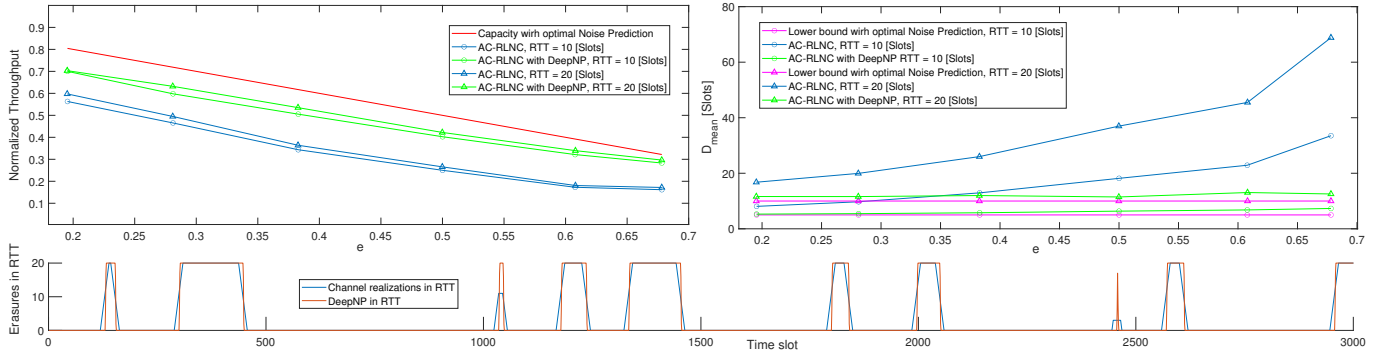 1
0.9
0.8
0.7
0.6
0.5
0.4
0.3
0.2
0.1
Normalized Throughput
Capacity wirh optimal Noise Prediction
AC-RLNC, RTT = 10 [Slots]
AC-RLNC with DeepNP, RTT = 10 [Slots]
AC-RLNC, RTT = 20 [Slots]
AC-RLNC with DeepNP, RTT = 20 [Slots]
0.2 0.25 0.3 0.35 0.4 0.45 0.5 0.55 0.6 0.65 0.7
e
80
60
40
20
0
D_mean [Slots]
Lower bound wirh optimal Noise Prediction, RTT = 10 [Slots]
AC-RLNC, RTT = 10 [Slots]
AC-RLNC with DeepNP RTT = 10 [Slots]
Lower bound wirh optimal Noise Prediction, RTT = 20 [Slots]
AC-RLNC, RTT = 20 [Slots]
AC-RLNC with DeepNP, RTT = 20 [Slots]
0.2 0.25 0.3 0.35 0.4 0.45 0.5 0.55 0.6 0.65 0.7
e
Erasures in RTT
20
10
0
Channel realizations in RTT
DeepNP in RTT
0 500 1000 1500 2000 2500 3000
Time slot